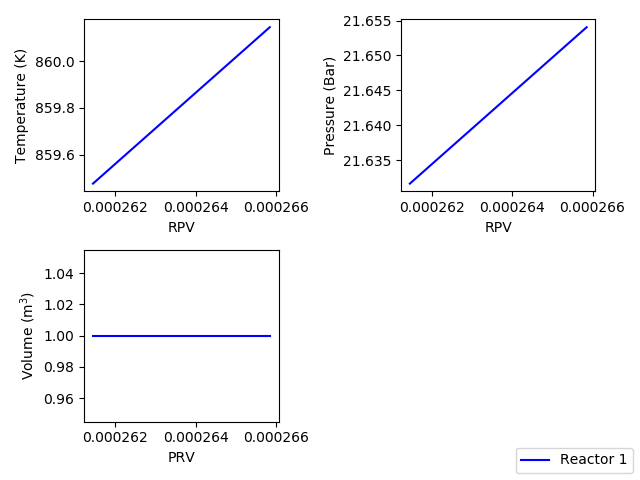 Temperature (K)
860.0
859.8
859.6
0.000262 0.000264 0.000266
RPV
Pressure (Bar)
21.655
21.650
21.645
21.640
21.635
0.000262 0.000264 0.000266
RPV
Volume (m³)
1.04
1.02
1.00
0.98
0.96
0.000262 0.000264 0.000266
PRV
Reactor 1